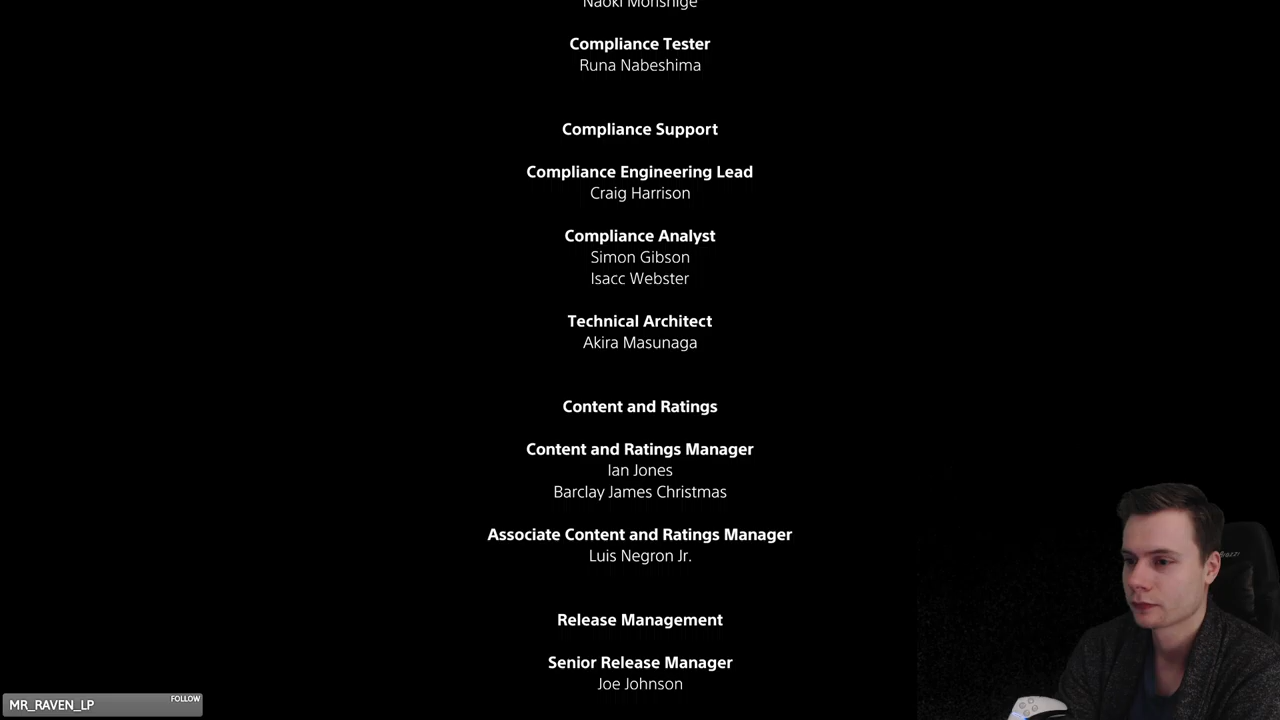 Naoki Morishige
Compliance Tester
Runa Nabeshima
Compliance Support
Compliance Engineering Lead
Craig Harrison
Compliance Analyst
Simon Gibson
Isacc Webster
Technical Architect
Akira Masunaga
Content and Ratings
Content and Ratings Manager
Ian Jones
Barclay James Christmas
Associate Content and Ratings Manager
Luis Negron Jr.
Release Management
Senior Release Manager
Joe Johnson
FOLLOW
MR_RAVEN_LP